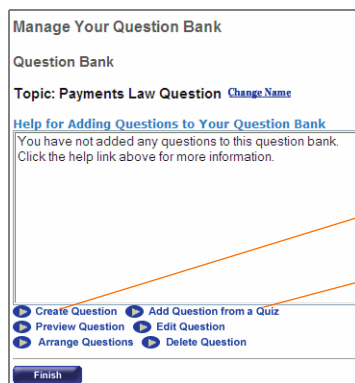 Manage Your Question Bank
Question Bank
Topic: Payments Law Question Change Name
Help for Adding Questions to Your Question Bank
You have not added any questions to this question bank.
Click the help link above for more information.
Create Question Add Question from a Quiz
Preview Question Edit Question
Arrange Questions Delete Question
Finish